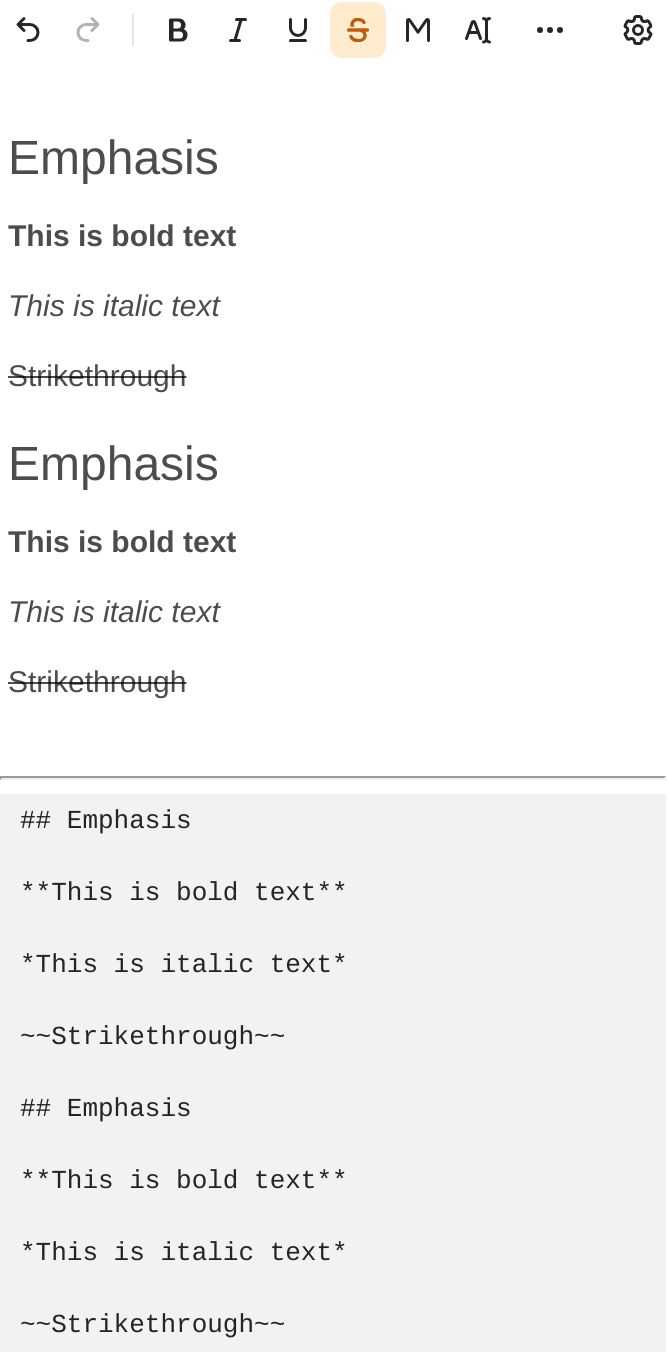 B I U S M AI
Emphasis
This is bold text
This is italic text
Strikethrough
Emphasis
This is bold text
This is italic text
Strikethrough
## Emphasis
**This is bold text**
*This is italic text*
~~Strikethrough~~
## Emphasis
**This is bold text**
*This is italic text*
~~Strikethrough~~